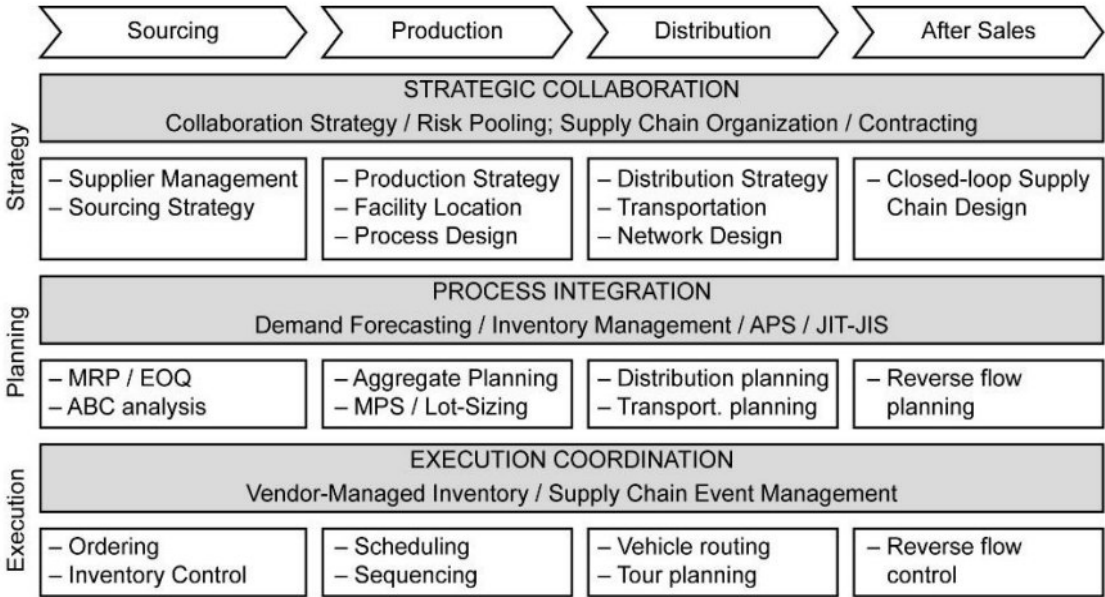 Sourcing
Production
Distribution
After Sales
Strategy
STRATEGIC COLLABORATION
Collaboration Strategy / Risk Pooling; Supply Chain Organization / Contracting
– Supplier Management
– Sourcing Strategy
– Production Strategy
– Facility Location
– Process Design
– Distribution Strategy
– Transportation
– Network Design
– Closed-loop Supply
Chain Design
Planning
PROCESS INTEGRATION
Demand Forecasting / Inventory Management / APS / JIT-JIS
– MRP / EOQ
– ABC analysis
– Aggregate Planning
– MPS / Lot-Sizing
– Distribution planning
– Transport. planning
– Reverse flow
planning
Execution
EXECUTION COORDINATION
Vendor-Managed Inventory / Supply Chain Event Management
– Ordering
– Inventory Control
– Scheduling
– Sequencing
– Vehicle routing
– Tour planning
– Reverse flow
control